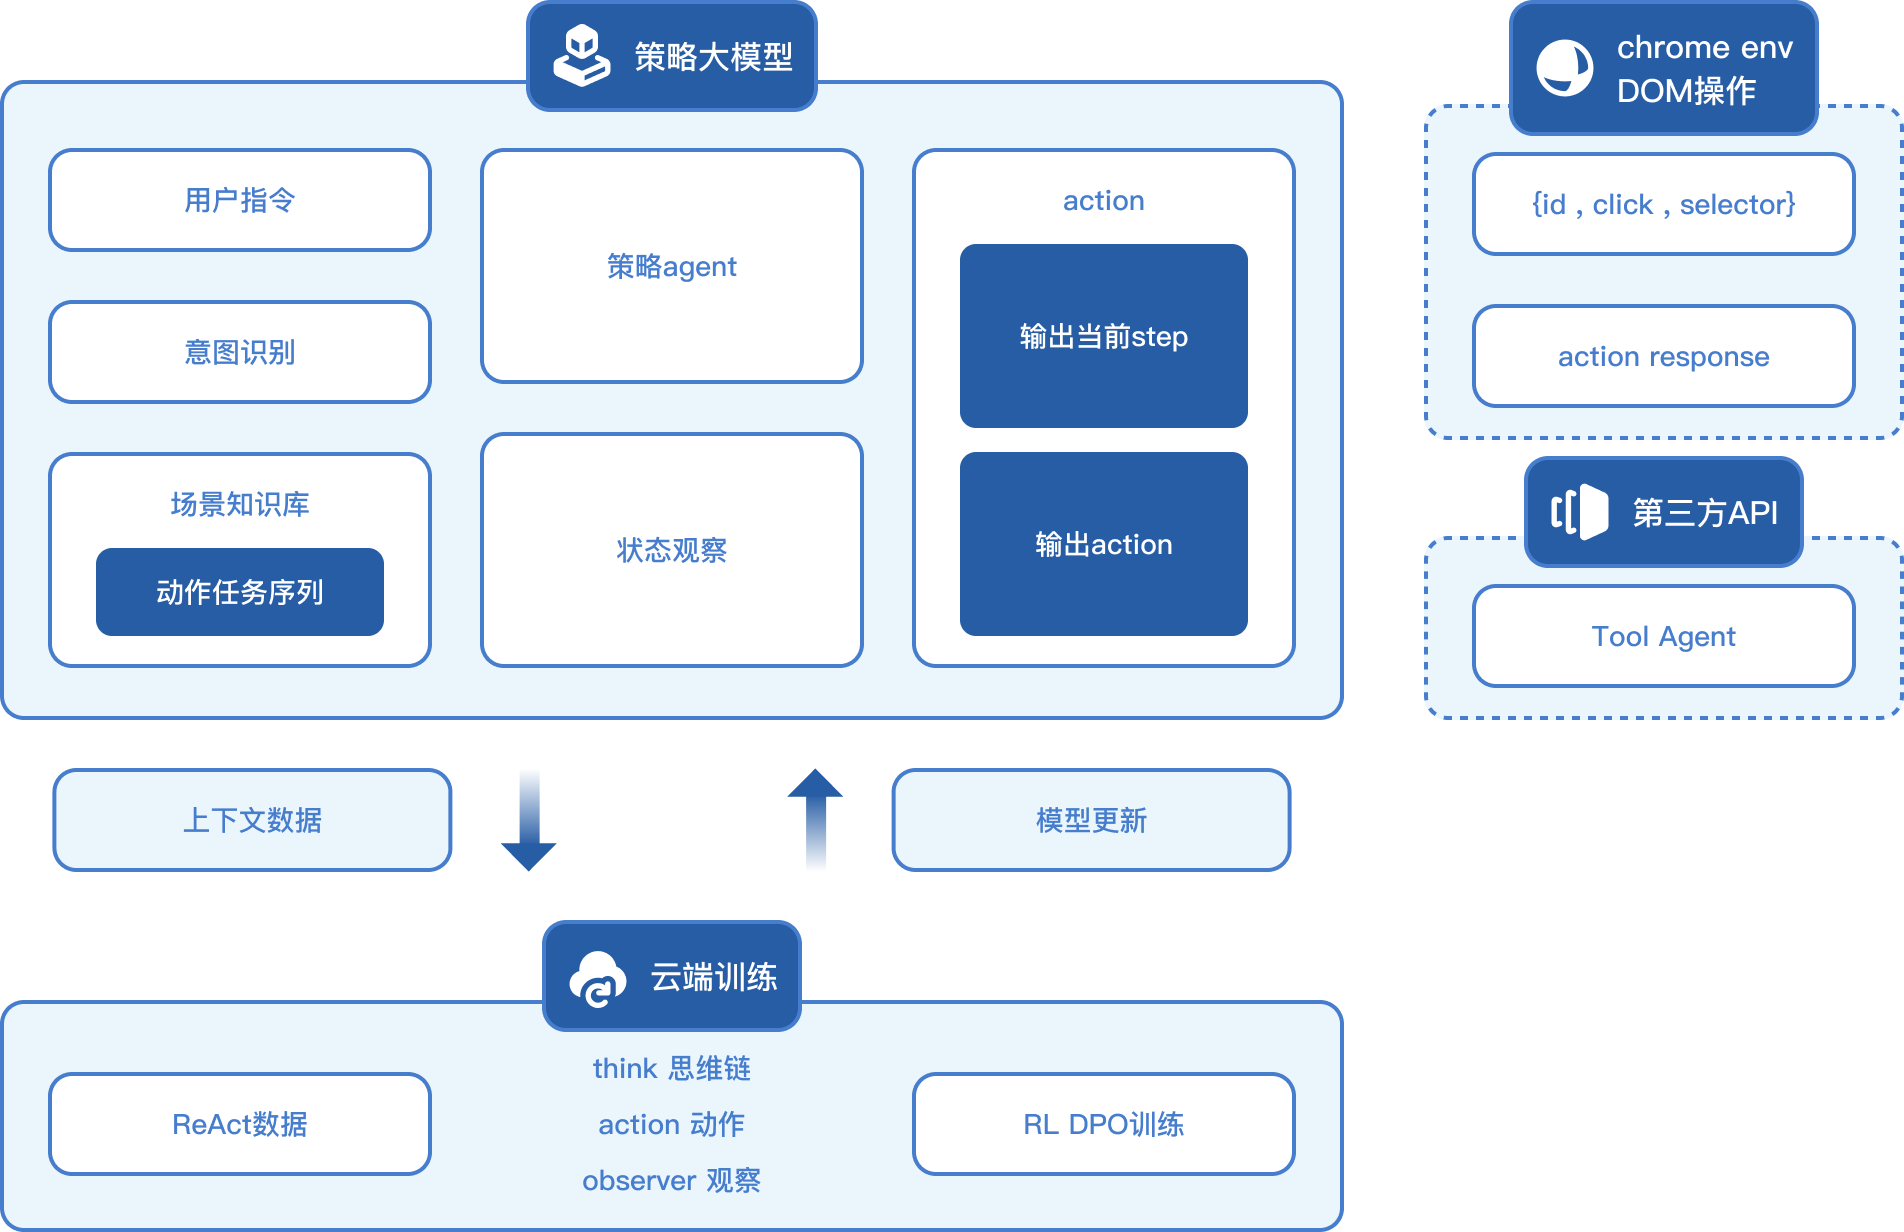 策略大模型
用户指令
意图识别
场景知识库
动作任务序列
策略agent
状态观察
action
输出当前step
输出action
chrome env
DOM操作
{id , click , selector}
action response
第三方API
Tool Agent
上下文数据
模型更新
云端训练
ReAct数据
think 思维链
action 动作
observer 观察
RL DPO训练